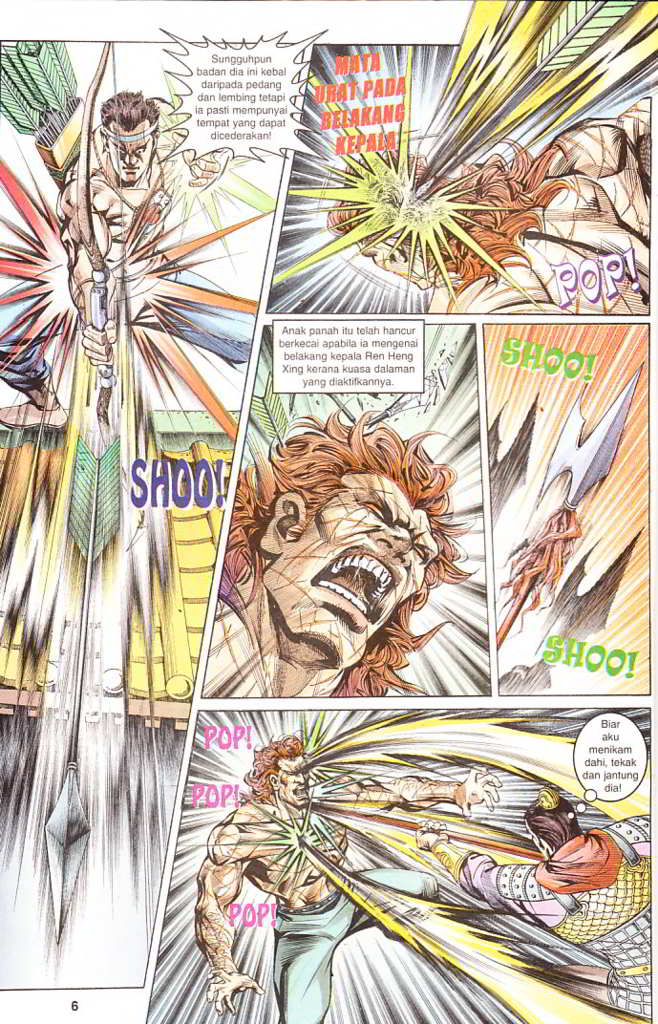 Sungguhpun
badan dia ini kebal
daripada pedang
dan lembing tetapi
ia pasti mempunyai
tempat yang dapat
dicederakan!
MATA
URAT PADA
BELAKANG
KEPALA
POP!
SHOO!
Anak panah itu telah hancur
berkecai apabila ia mengenai
belakang kepala Ren Heng
Xing kerana kuasa dalaman
yang diaktifkannya.
SHOO!
SHOO!
POP!
POP!
POP!
Biar
aku
menikam
dahi, tekak
dan jantung
dia!
6